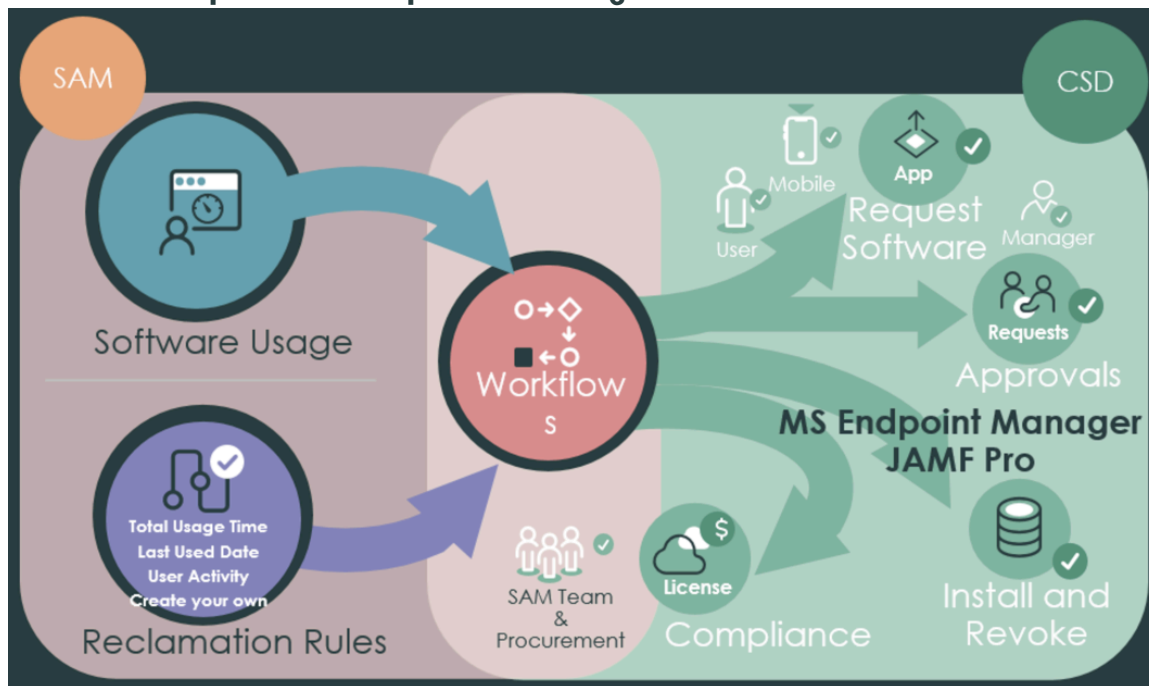 SAM
CSD
Software Usage
Total Usage Time
Last Used Date
User Activity
Create your own
Reclamation Rules
Workflow
s
SAM Team
&
Procurement
User
Mobile
App
Request
Software
Manager
Requests
Approvals
MS Endpoint Manager
JAMF Pro
$
License
Compliance
Install and
Revoke